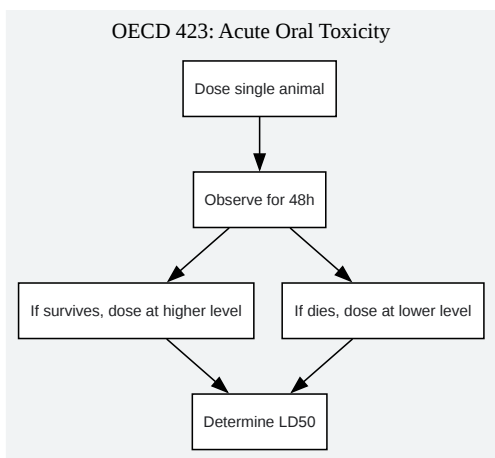 OECD 423: Acute Oral Toxicity
Dose single animal
Observe for 48h
If survives, dose at higher level
If dies, dose at lower level
Determine LD50